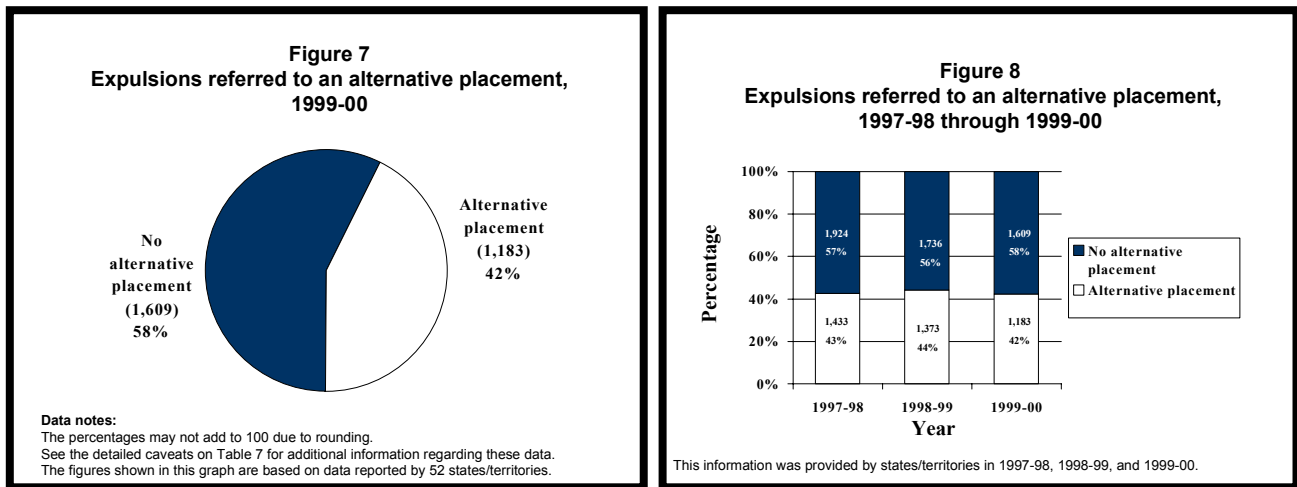 Figure 7
Expulsions referred to an alternative placement,
1999-00
No
alternative
placement
(1,609)
58%
Alternative
placement
(1,183)
42%
Data notes:
The percentages may not add to 100 due to rounding.
See the detailed caveats on Table 7 for additional information regarding these data.
The figures shown in this graph are based on data reported by 52 states/territories.
Figure 8
Expulsions referred to an alternative placement,
1997-98 through 1999-00
Percentage
100%
80%
60%
40%
20%
0%
1,924
57%
1,433
43%
1,736
56%
1,373
44%
1,609
58%
1,183
42%
1997-98
1998-99
1999-00
Year
No alternative
placement
Alternative placement
This information was provided by states/territories in 1997-98, 1998-99, and 1999-00.